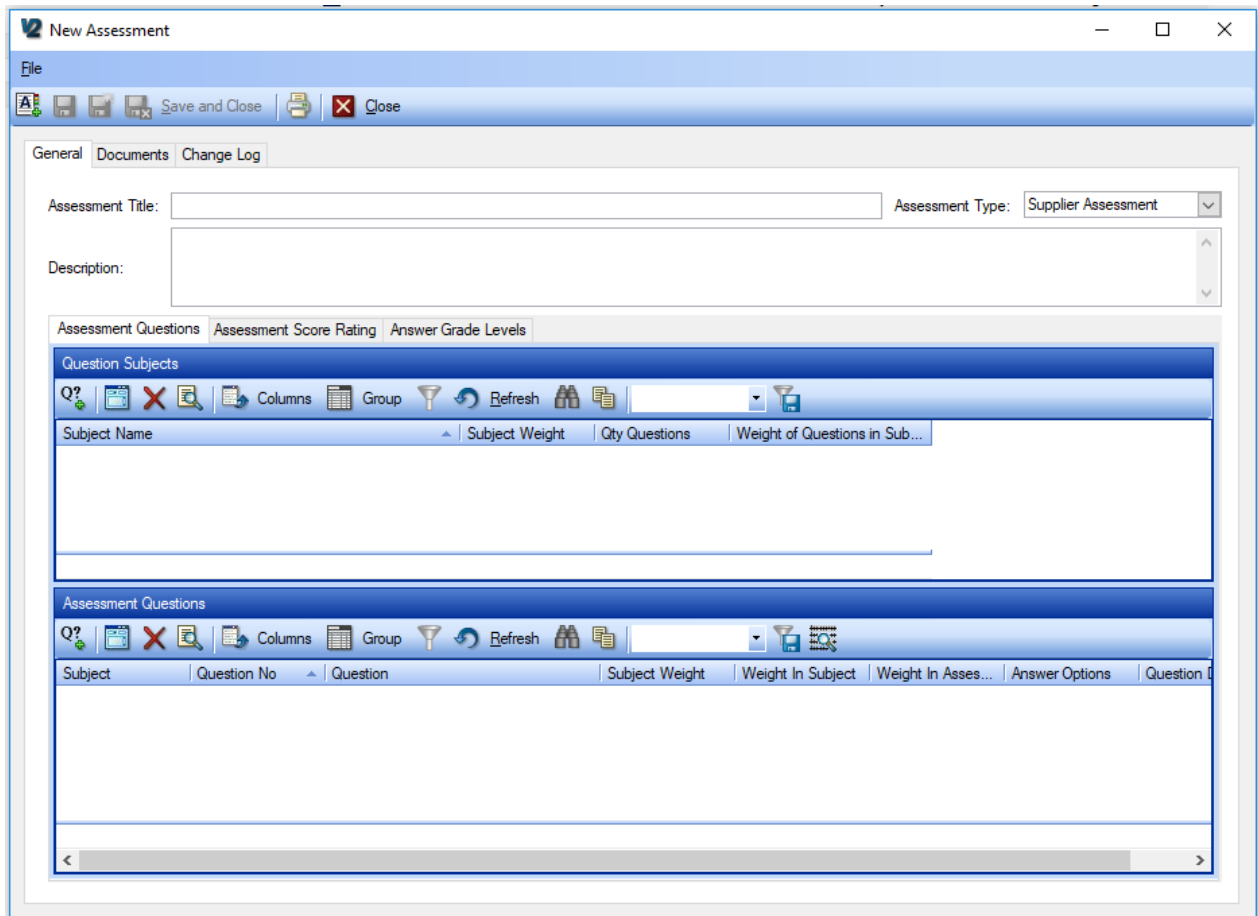 V2 New Assessment
File
Save and Close Close
General Documents Change Log
Assessment Title: Assessment Type: Supplier Assessment
Description:
Assessment Questions Assessment Score Rating Answer Grade Levels
Question Subjects
Q? Columns Group Refresh
Subject Name Subject Weight Qty Questions Weight of Questions in Sub...
Assessment Questions
Q? Columns Group Refresh
Subject Question No Question Subject Weight Weight In Subject Weight In Asses... Answer Options Question